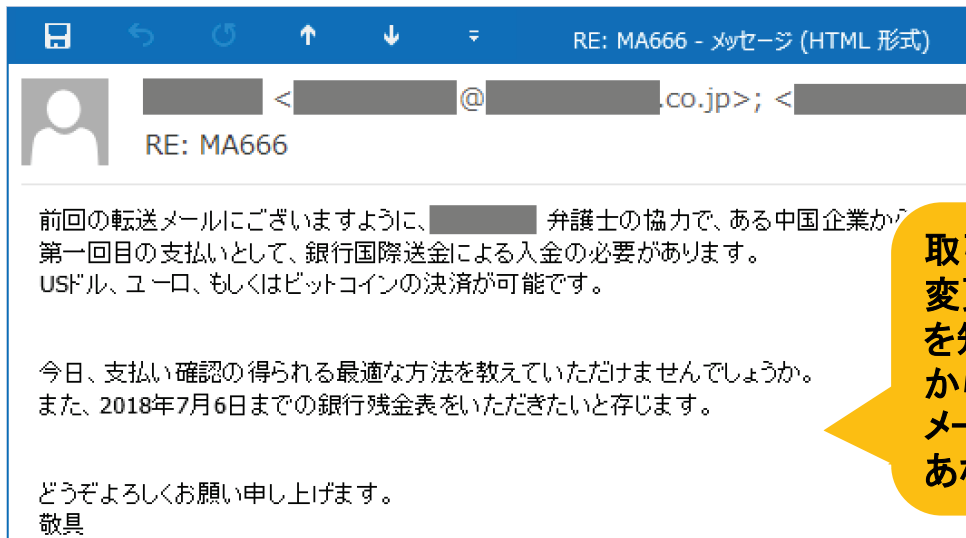 RE: MA666 - メッセージ (HTML 形式)
< @ .co.jp>; <
RE: MA666
前回の転送メールにございますように、 弁護士の協力で、ある中国企業から
第一回目の支払いとして、銀行国際送金による入金の必要があります。
USドル、ユーロ、もしくはビットコインの決済が可能です。
今日、支払い確認の得られる最適な方法を教えていただけませんでしょうか。
また、2018年7月6日までの銀行残金表をいただきたいと存じます。
どうぞよろしくお願い申し上げます。
敬具
取
変
を
から
メー
あな